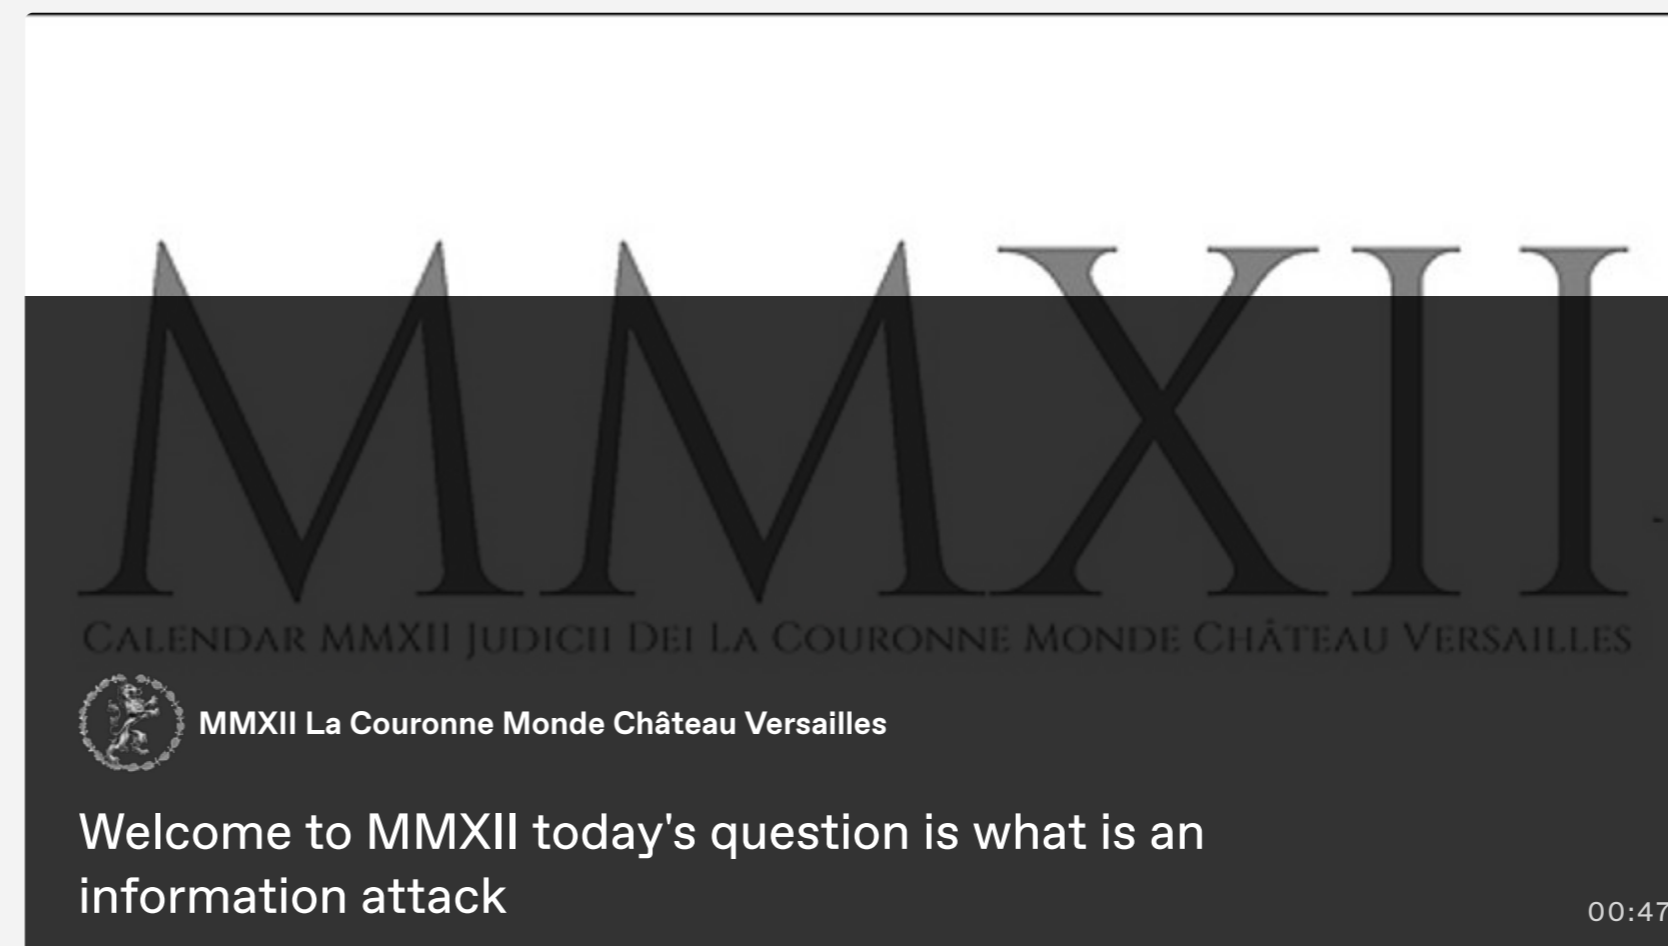 MMXII
Calendar MMXII Judicii Dei La Couronne Monde Château Versailles
MMXII La Couronne Monde Château Versailles
Welcome to MMXII today's question is what is an
information attack
00:47